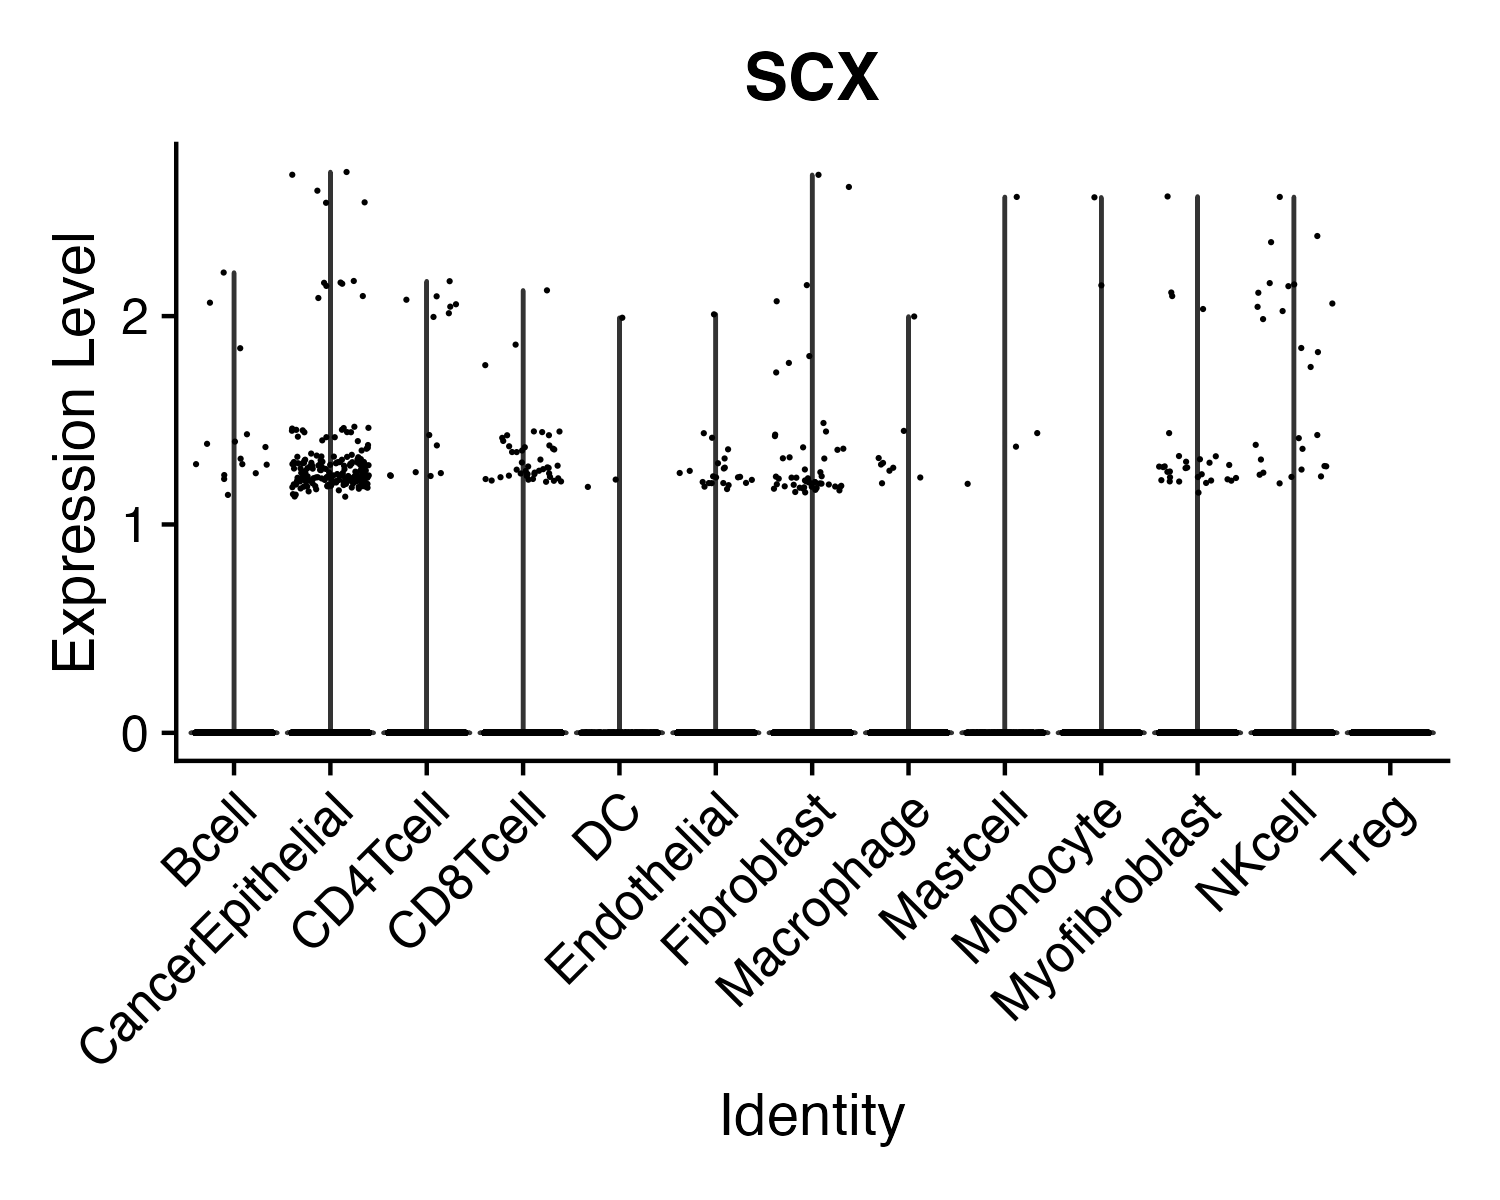 SCX
Expression Level
2
1
0
Bcell
CancerEpithelial
CD4Tcell
CD8Tcell
DC
Endothelial
Fibroblast
Macrophage
Mastcell
Monocyte
Myofibroblast
NKcell
Treg
Identity